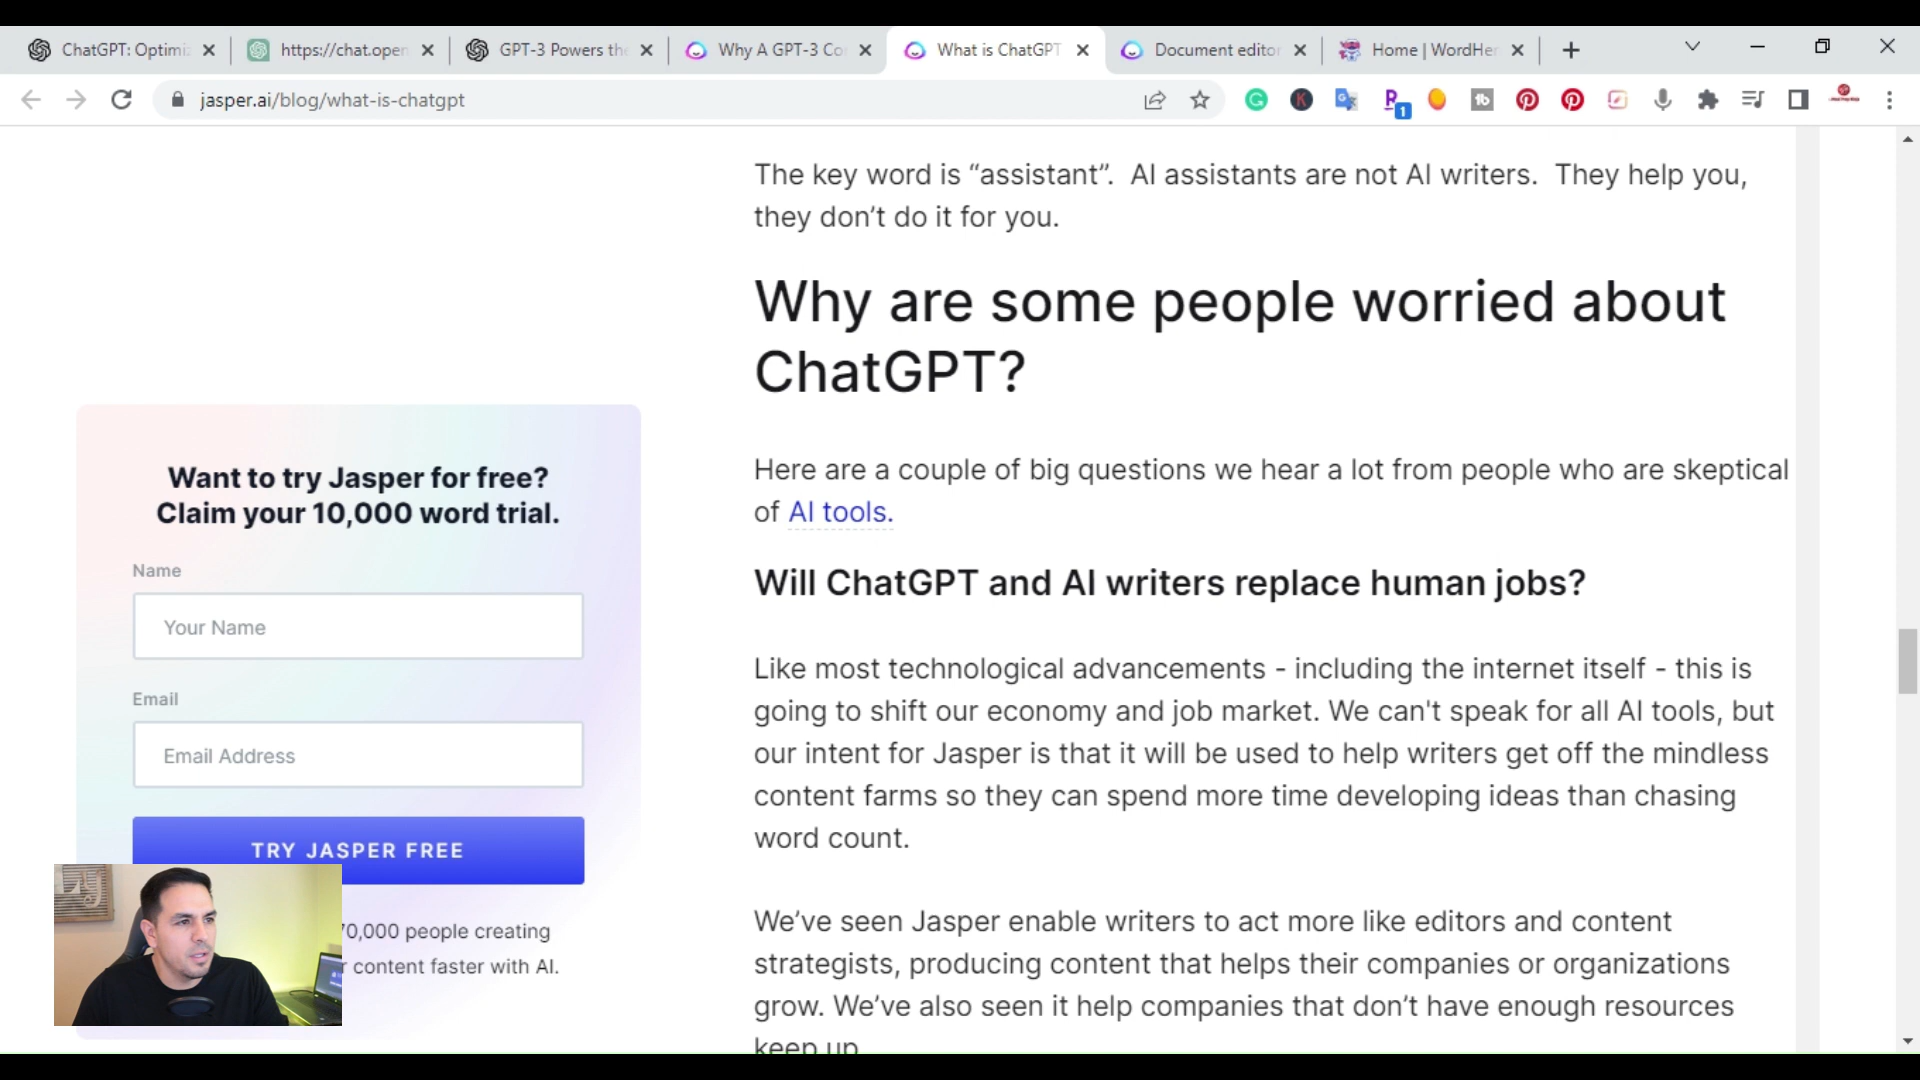 ChatGPT: Optimi
https://chat.open
GPT-3 Powers the
Why A GPT-3 Co
What is ChatGPT
Document editor
Home | WordHer
jasper.ai/blog/what-is-chatgpt
1
The key word is “assistant”. AI assistants are not AI writers. They help you,
they don’t do it for you.
Why are some people worried about
ChatGPT?
Here are a couple of big questions we hear a lot from people who are skeptical
of AI tools.
Will ChatGPT and AI writers replace human jobs?
Like most technological advancements - including the internet itself - this is
going to shift our economy and job market. We can't speak for all AI tools, but
our intent for Jasper is that it will be used to help writers get off the mindless
content farms so they can spend more time developing ideas than chasing
word count.
We’ve seen Jasper enable writers to act more like editors and content
strategists, producing content that helps their companies or organizations
grow. We’ve also seen it help companies that don’t have enough resources
keep up
Want to try Jasper for free?
Claim your 10,000 word trial.
Name
Your Name
Email
Email Address
TRY JASPER FREE
70,000 people creating
r content faster with AI.